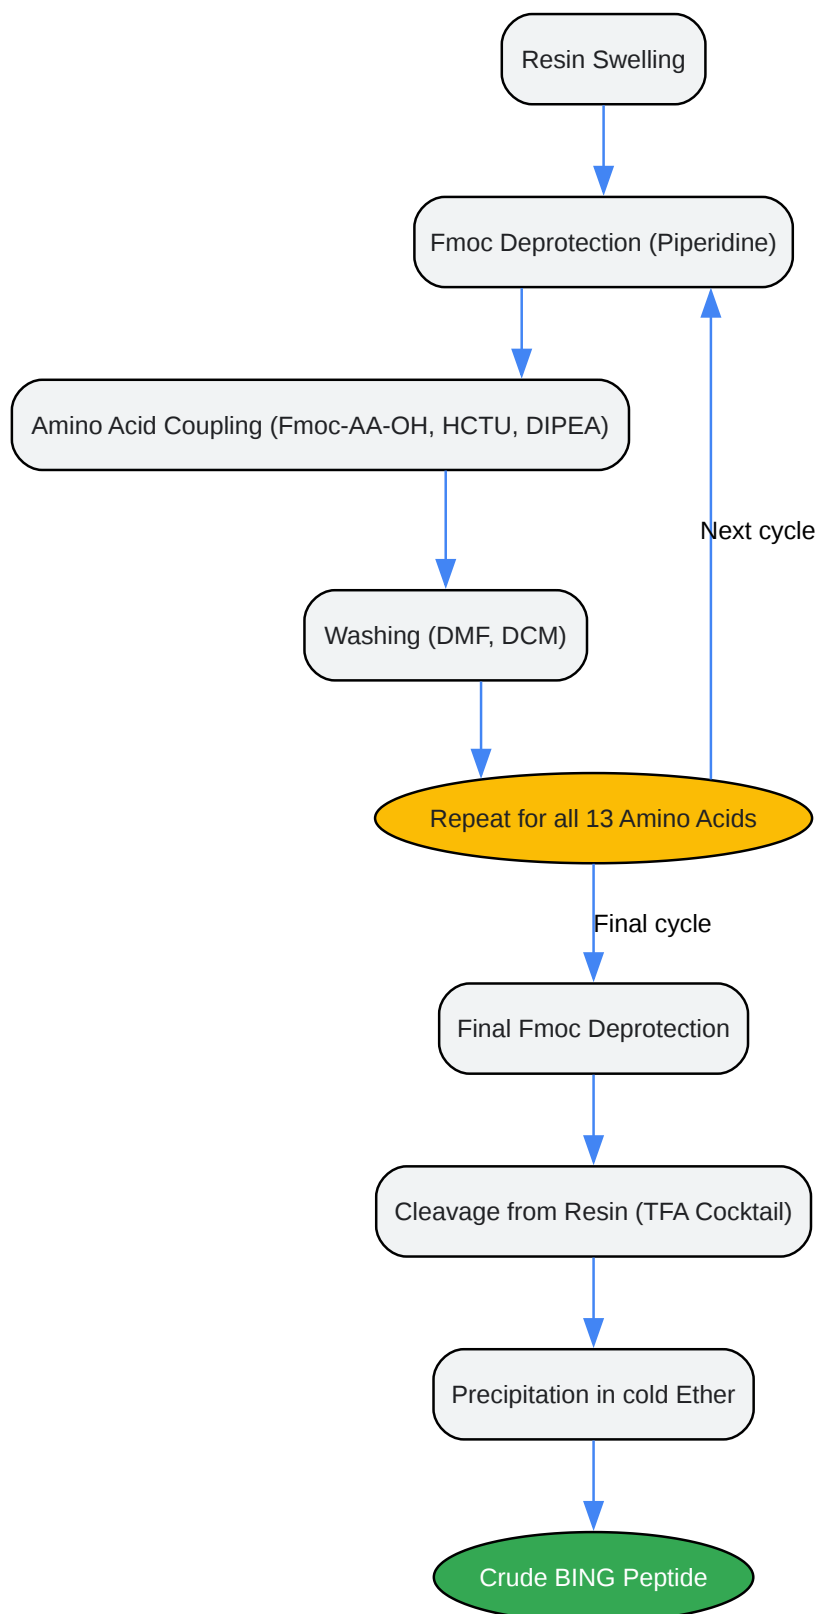 Resin Swelling
Fmoc Deprotection (Piperidine)
Amino Acid Coupling (Fmoc-AA-OH, HCTU, DIPEA)
Next cycle
Washing (DMF, DCM)
Repeat for all 13 Amino Acids
Final cycle
Final Fmoc Deprotection
Cleavage from Resin (TFA Cocktail)
Precipitation in cold Ether
Crude BING Peptide